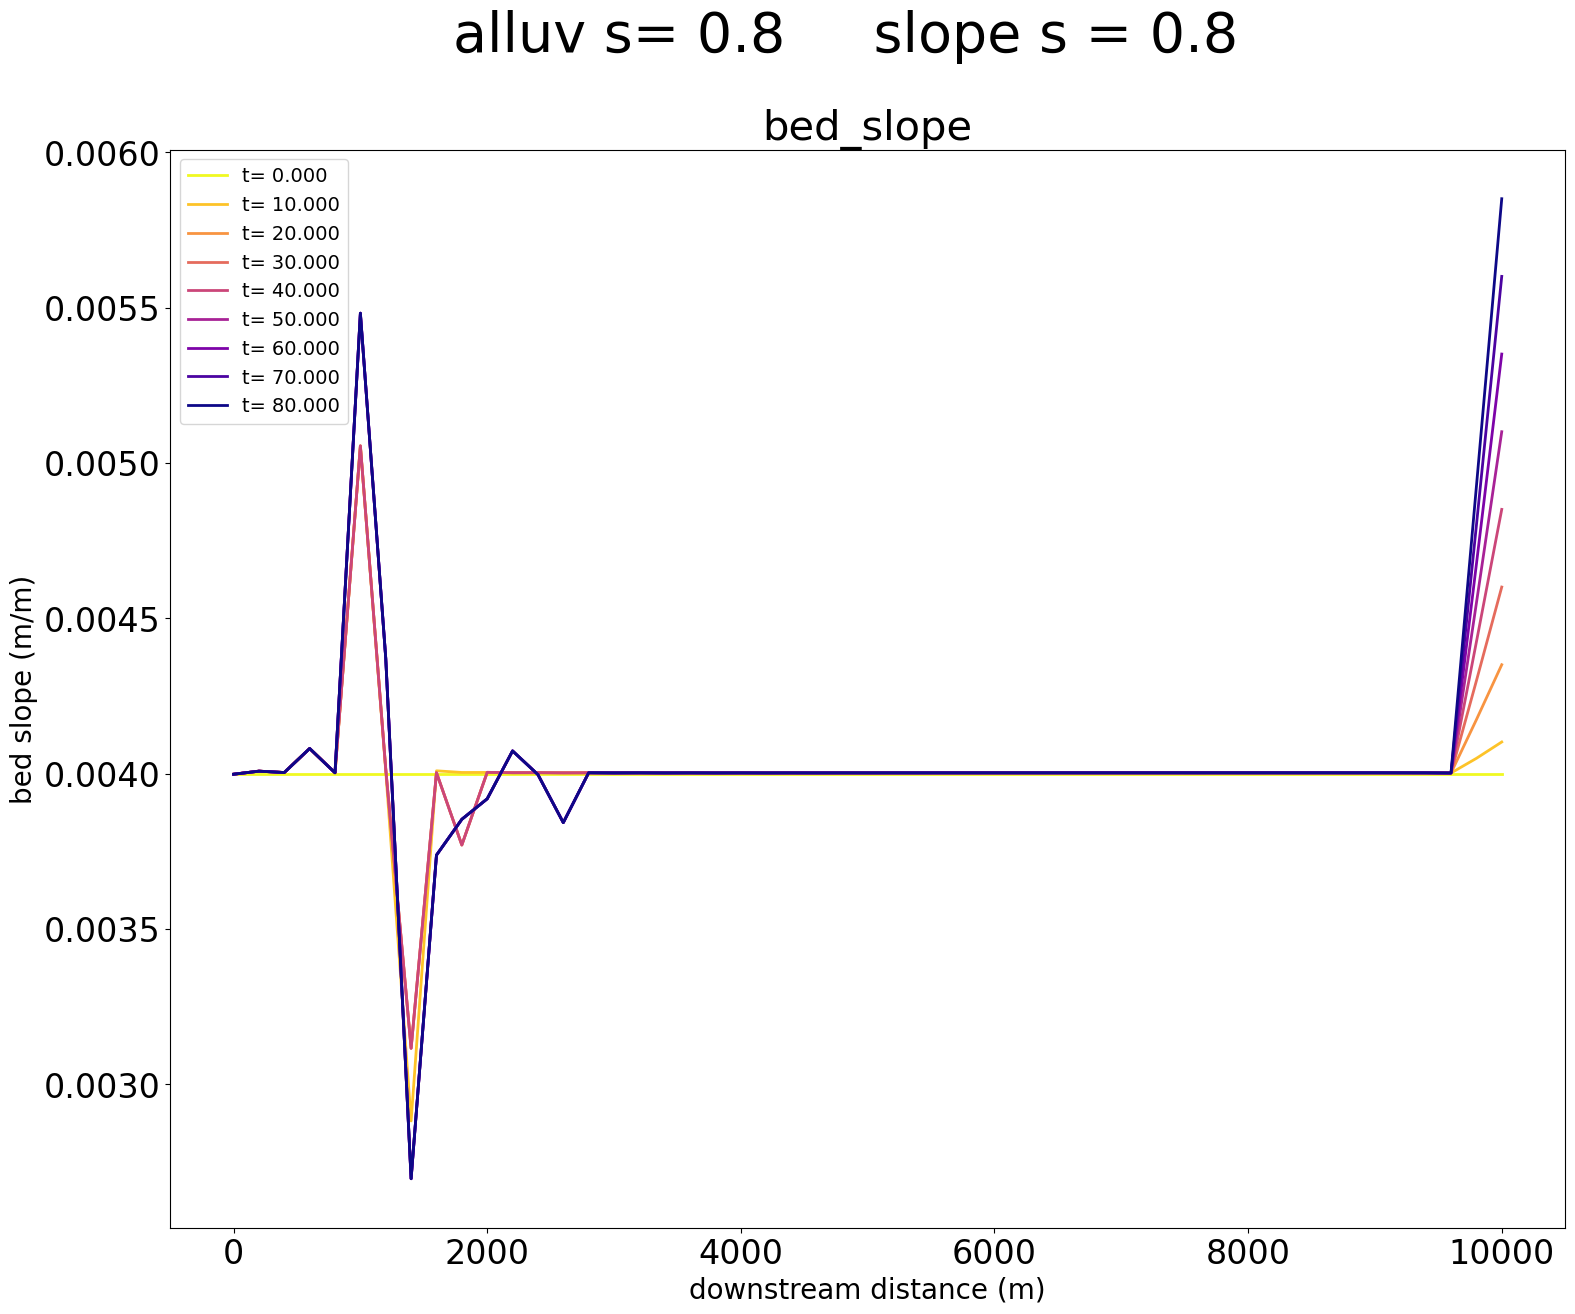 alluv s= 0.8 slope s = 0.8
bed_slope
0.0060
0.0055
0.0050
0.0045
0.0040
0.0035
0.0030
bed slope (m/m)
t= 0.000
t= 10.000
t= 20.000
t= 30.000
t= 40.000
t= 50.000
t= 60.000
t= 70.000
t= 80.000
0 2000 4000 6000 8000 10000
downstream distance (m)